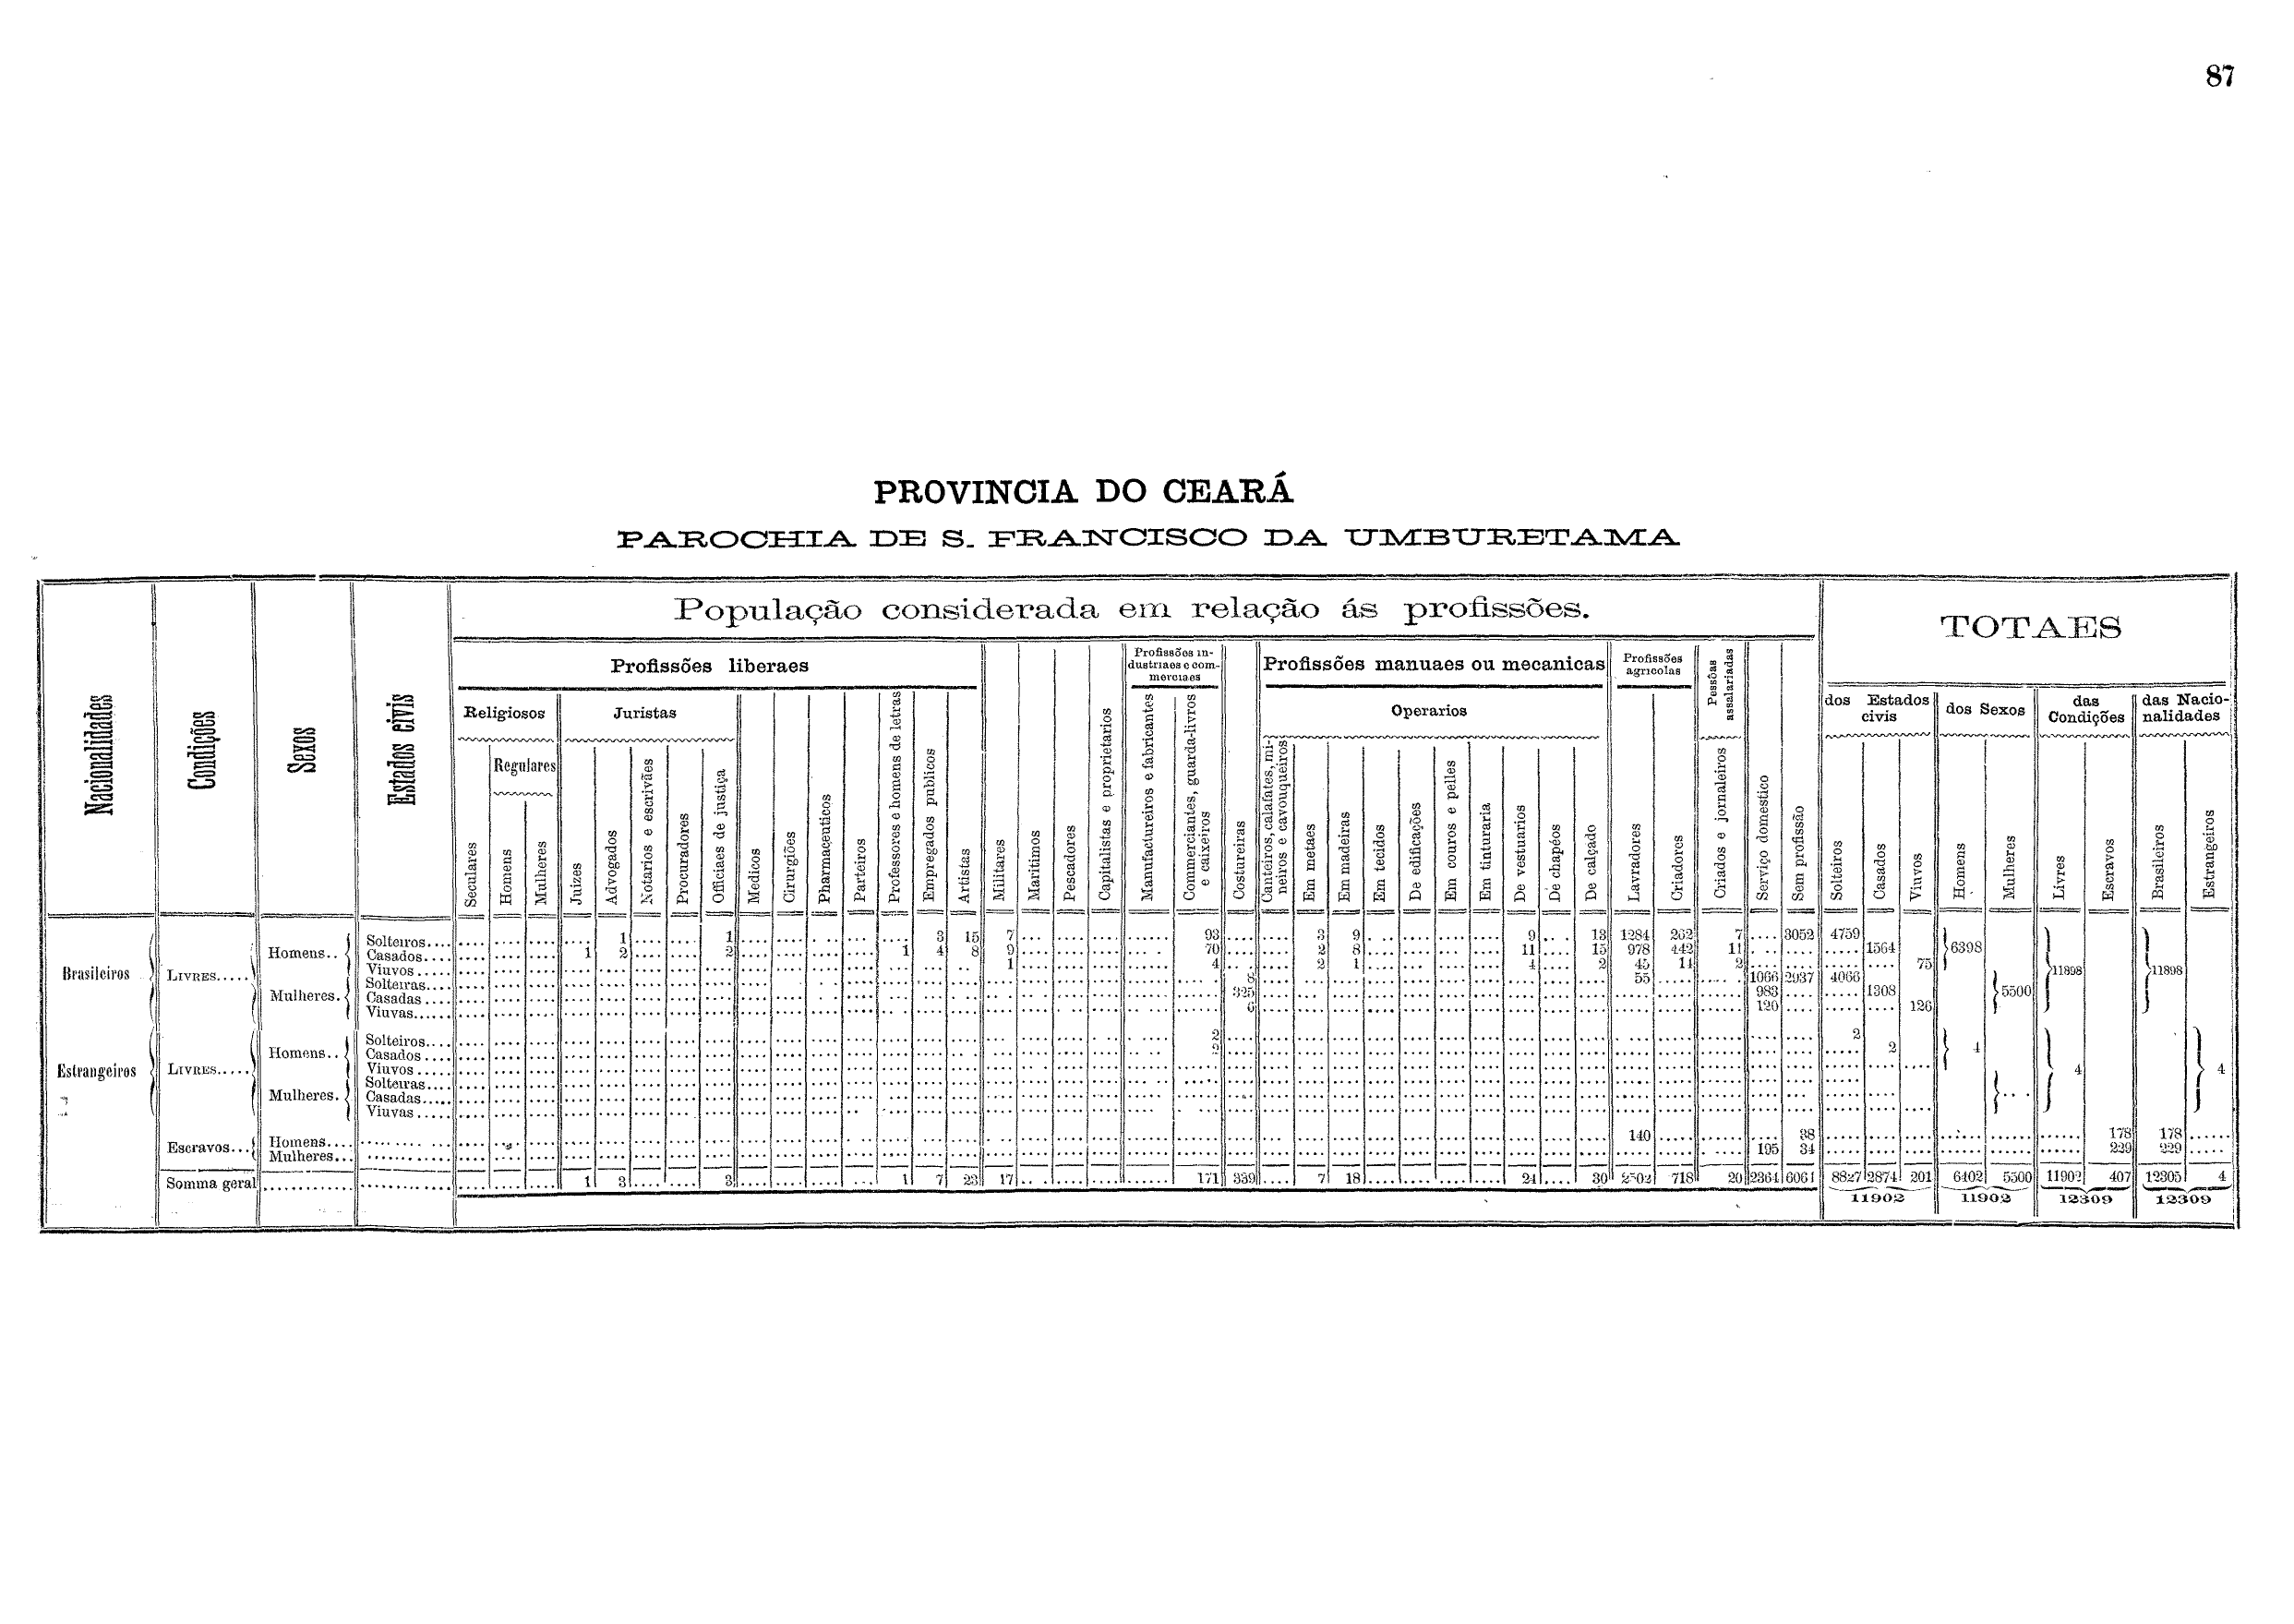 87
PROVINCIA DO CEARÁ
PAROCHIA DE S. FRANCISCO DA UMBURETAMA
Nacionalidades
Condições
Sexos
Estados civis
População considerada em relação ás profissões.
TOTAES
Profissões liberaes
Profissões industriaes e commerciaes
Profissões manuaes ou mecanicas
Profissões agricolas
Pessôas assalariadas
Religiosos
Juristas
Operarios
dos Estados civis
dos Sexos
das Condições
das Nacionalidades
Regulares
Seculares
Homens
Mulheres
Juizes
Advogados
Notarios e escrivães
Procuradores
Officiaes de justiça
Medicos
Cirurgiões
Pharmaceuticos
Parteiros
Professores e homens de letras
Empregados publicos
Artistas
Militares
Maritimos
Pescadores
Capitalistas e proprietarios
Manufactureiros e fabricantes
Commerciantes, guarda-livros e caixeiros
Costureiras
Canteiros, calafates, mineiros e cavouqueiros
Em metaes
Em madeiras
Em tecidos
De edificações
Em couros e pelles
Em tinturaria
De vestuarios
De chapéos
De calçado
Lavradores
Criadores
Criados e jornaleiros
Serviço domestico
Sem profissão
Solteiros
Casados
Viuvos
Homens
Mulheres
Livres
Escravos
Brasileiros
Estrangeiros
Brasileiros
LIVRES.....
Homens..
Solteiros.... 1 1 3 15 7 93 3 9 9 13 1284 262 7 3052 4759
Casados.... 1 2 2 1 4 8 9 70 2 8 11 15 978 442 11 1564 6398
Viuvos.... 1 4 2 1 4 2 45 14 2 75
Mulheres.
Solteiras.... 8 55 1066 2937 4066 11898 11898
Casadas.... 325 983 1308 5500
Viuvas...... 6 120 126
Estrangeiros
LIVRES.....
Homens..
Solteiros.... 2 2
Casados.... 2 2 4
Viuvos.... 4 4
Mulheres.
Solteiras....
Casadas.....
Viuvas.....
Escravos...
Homens.... 140 38 178 178
Mulheres... 195 34 229 229
Somma geral 1 3 3 1 7 23 17 171 339 7 18 24 30 2502 718 20 2364 6061 8827 2874 201 6402 5500 11902 407 12305 4
11902 11902 12309 12309